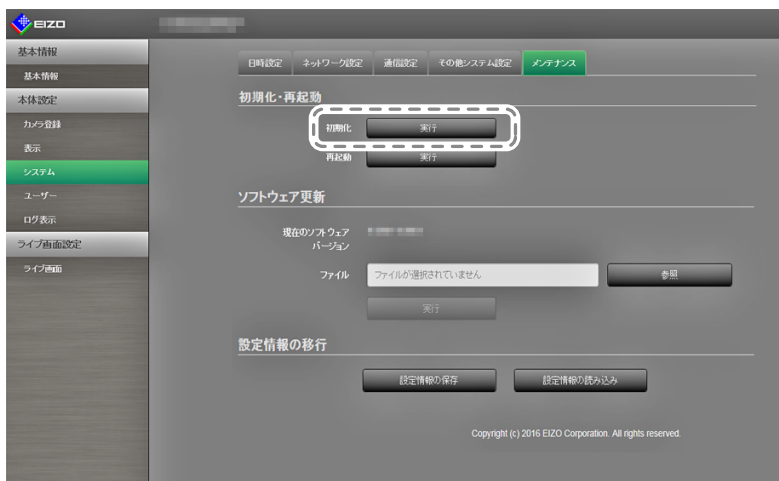 EIZO
基本情報
基本情報
本体設定
カメラ登録
表示
システム
ユーザー
ログ表示
ライブ画面設定
ライブ画面
日時設定 ネットワーク設定 通信設定 その他システム設定 メンテナンス
初期化・再起動
初期化 実行
再起動 実行
ソフトウェア更新
現在のソフトウェア
バージョン
ファイル ファイルが選択されていません 参照
実行
設定情報の移行
設定情報の保存 設定情報の読み込み
Copyright (c) 2016 EIZO Corporation. All rights reserved.